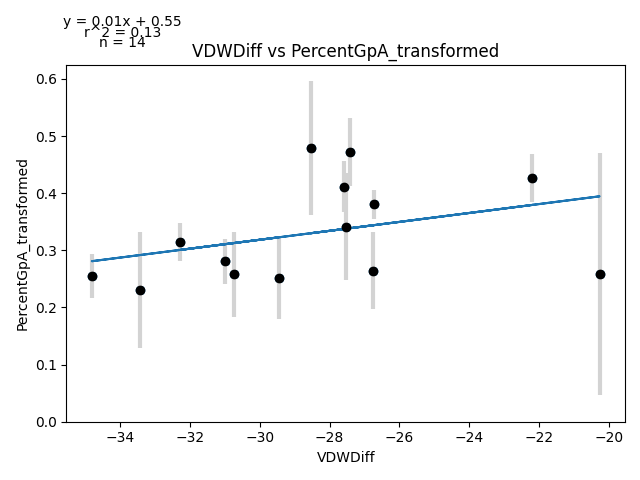 y = 0.01x + 0.55
r^2 = 0.13
n = 14
VDWDiff vs PercentGpA_transformed
0.6
0.5
0.4
0.3
0.2
0.1
0.0
PercentGpA_transformed
−34 −32 −30 −28 −26 −24 −22 −20
VDWDiff